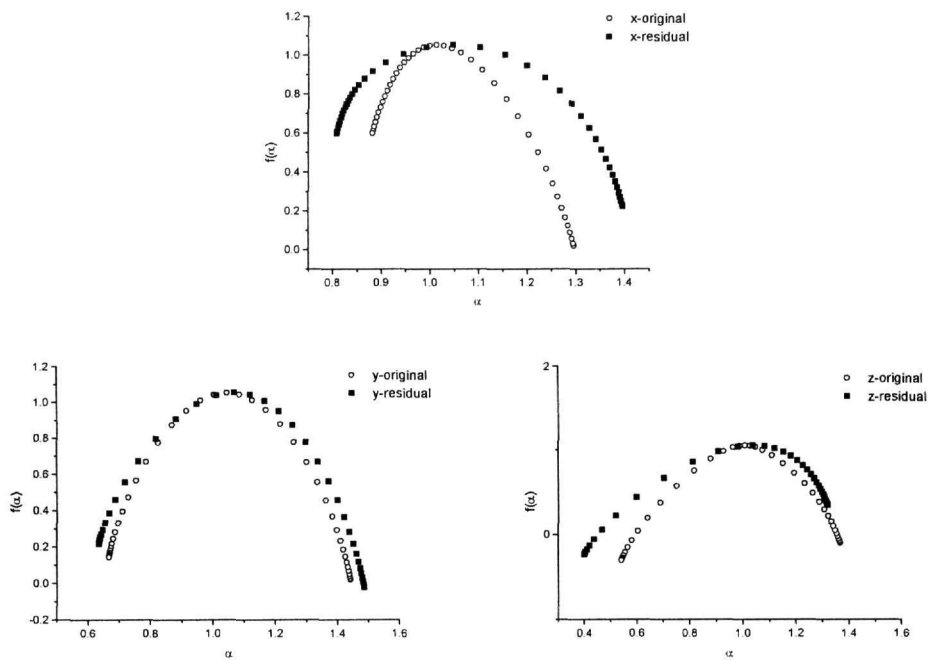 x-original
x-residual
1.2
1.0
0.8
0.6
0.4
0.2
0.0
f(α)
0.8 0.9 1.0 1.1 1.2 1.3 1.4
α
y-original
y-residual
1.2
1.0
0.8
0.6
0.4
0.2
0.0
-0.2
f(α)
0.6 0.8 1.0 1.2 1.4 1.6
α
z-original
z-residual
2
1
0
f(α)
0.4 0.6 0.8 1.0 1.2 1.4 1.6
α